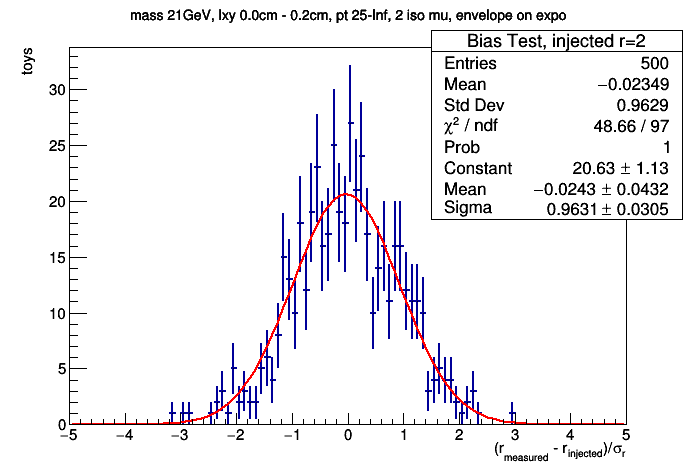 mass 21GeV, lxy 0.0cm - 0.2cm, pt 25-Inf, 2 iso mu, envelope on expo
toys
Bias Test, injected r=2
Entries 500
Mean −0.02349
Std Dev 0.9629
χ² / ndf 48.66 / 97
Prob 1
Constant 20.63 ± 1.13
Mean −0.0243 ± 0.0432
Sigma 0.9631 ± 0.0305
30
25
20
15
10
5
0
−5 −4 −3 −2 −1 0 1 2 3 4 5
(r_measured - r_injected)/σ_r